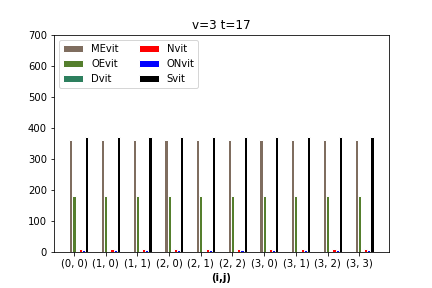 v=3 t=17
700
600
500
400
300
200
100
0
MEvit Nvit
OEvit ONvit
Dvit Svit
(0, 0) (1, 0) (1, 1) (2, 0) (2, 1) (2, 2) (3, 0) (3, 1) (3, 2) (3, 3)
(i,j)